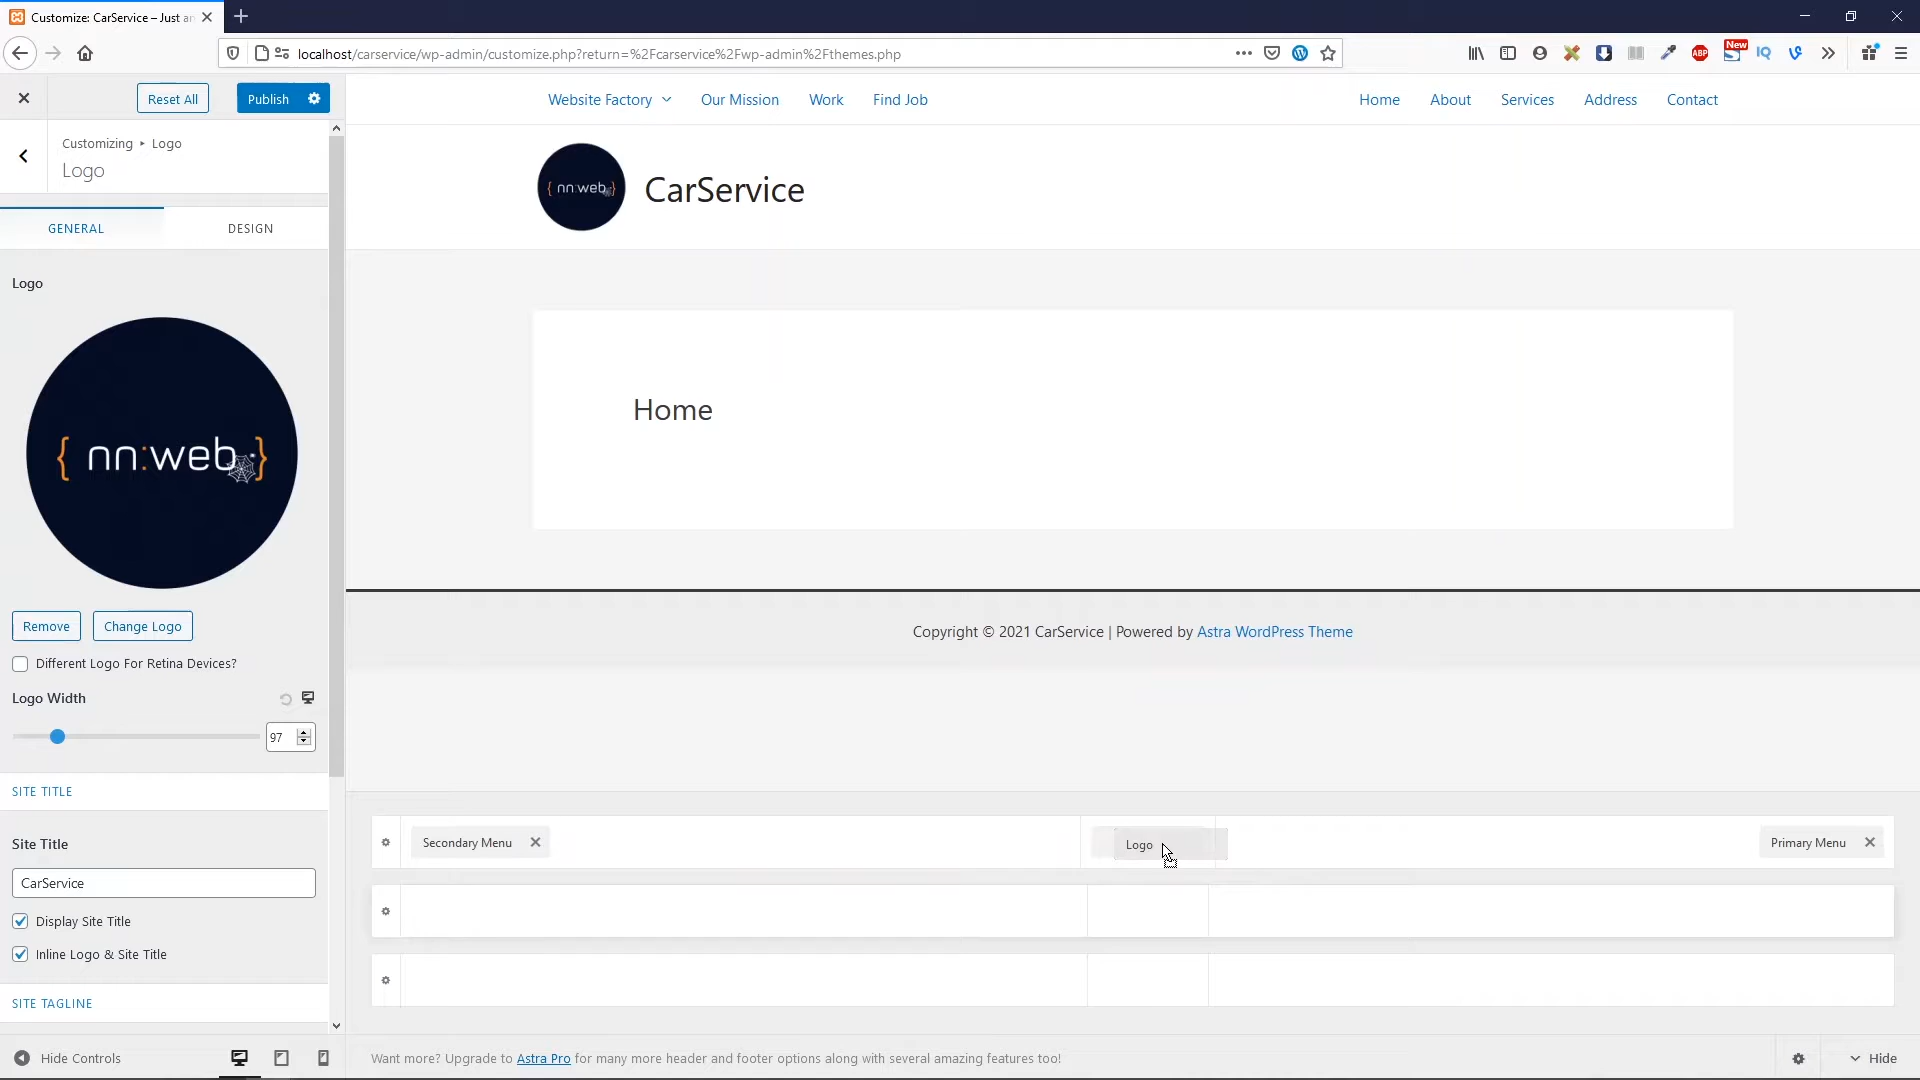 Customize: CarService – Just an
localhost/carservice/wp-admin/customize.php?return=%2Fcarservice%2Fwp-admin%2Fthemes.php
ABP
New
IQ
Reset All
Publish
Customizing ▸ Logo
Logo
GENERAL
DESIGN
Logo
{ nn:web }
Remove
Change Logo
Different Logo For Retina Devices?
Logo Width
97
SITE TITLE
Site Title
CarService
Display Site Title
Inline Logo & Site Title
SITE TAGLINE
Hide Controls
Website Factory
Our Mission
Work
Find Job
Home
About
Services
Address
Contact
{ nn:web }
CarService
Home
Copyright © 2021 CarService | Powered by Astra WordPress Theme
Secondary Menu
Logo
Primary Menu
Want more? Upgrade to Astra Pro for many more header and footer options along with several amazing features too!
Hide